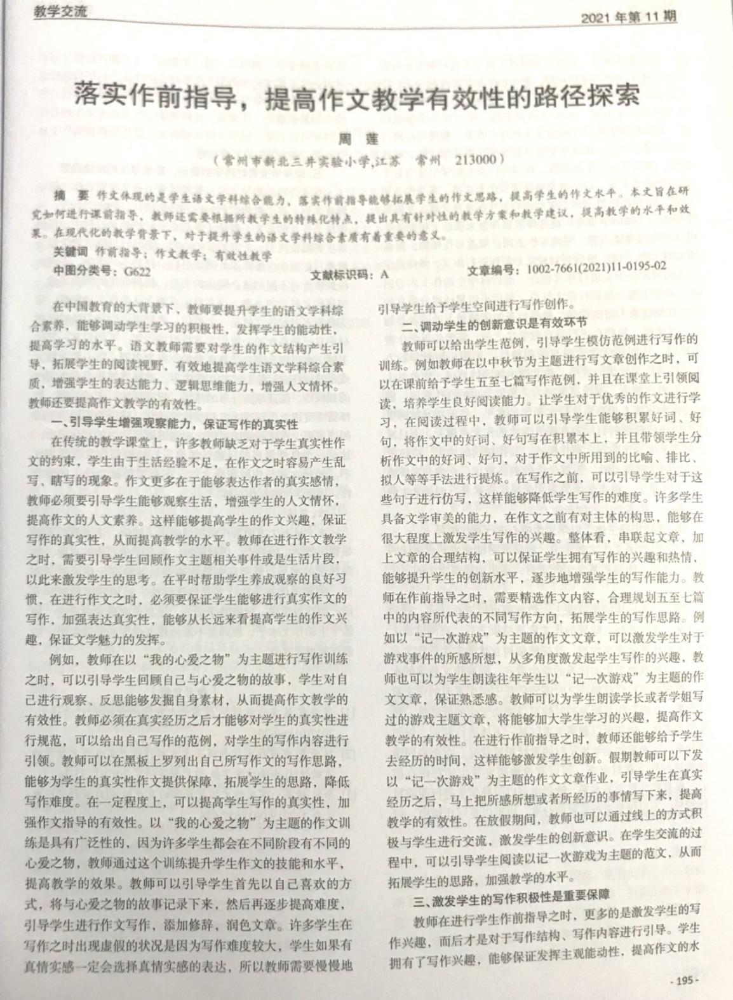 教学交流
2021年第11期
落实作前指导，提高作文教学有效性的路径探索
周 莲
（常州市新北三井实验小学,江苏 常州 213000）
摘 要 作文体现的是学生语文学科综合能力，落实作前指导能够拓展学生的作文思路，提高学生的作文水平。本文旨在研
究如何进行课前指导，教师还需要根据所教学生的特殊化特点，提出具有针对性的教学方案和教学建议，提高教学的水平和效
果。在现代化的教学背景下，对于提升学生的语文学科综合素质有着重要的意义。
关键词 作前指导；作文教学；有效性教学
中图分类号：G622 文献标识码：A 文章编号：1002-7661(2021)11-0195-02
在中国教育的大背景下，教师要提升学生的语文学科综
合素养，能够调动学生学习的积极性，发挥学生的能动性，
提高学习的水平。语文教师需要对学生的作文结构产生引
导，拓展学生的阅读视野，有效地提高学生语文学科综合素
质，增强学生的表达能力、逻辑思维能力，增强人文情怀。
教师还要提高作文教学的有效性。
一、引导学生增强观察能力，保证写作的真实性
在传统的教学课堂上，许多教师缺乏对于学生真实性作
文的约束，学生由于生活经验不足，在作文之时容易产生乱
写、瞎写的现象。作文更多在于能够表达作者的真实感情，
教师必须要引导学生能够观察生活，增强学生的人文情怀，
提高作文的人文素养。这样能够提高学生的作文兴趣，保证
写作的真实性，从而提高教学的水平。教师在进行作文教学
之时，需要引导学生回顾作文主题相关事件或是生活片段，
以此来激发学生的思考。在平时帮助学生养成观察的良好习
惯，在进行作文之时，必须要保证学生能够进行真实作文的
写作，加强表达真实性，能够从长远来看提高学生的作文兴
趣，保证文学魅力的发挥。
例如，教师在以“我的心爱之物”为主题进行写作训练
之时，可以引导学生回顾自己与心爱之物的故事，学生对自
己进行观察、反思能够发掘自身素材，从而提高作文教学的
有效性。教师必须在真实经历之后才能够对学生的真实性进
行规范，可以给出自己写作的范例，对学生的写作内容进行
引领。教师可以在黑板上罗列出自己所写作文的写作思路，
能够为学生的真实性作文提供保障，拓展学生的思路，降低
写作难度。在一定程度上，可以提高学生写作的真实性，加
强作文指导的有效性。以“我的心爱之物”为主题的作文训
练是具有广泛性的，因为许多学生都会在不同阶段有不同的
心爱之物，教师通过这个训练提升学生作文的技能和水平，
提高教学的效果。教师可以引导学生首先以自己喜欢的方
式，将与心爱之物的故事记录下来，然后再逐步提高难度，
引导学生进行作文写作，添加修辞，润色文章。许多学生在
写作之时出现虚假的状况是因为写作难度较大，学生如果有
真情实感一定会选择真情实感的表达，所以教师需要慢慢地
引导学生给予学生空间进行写作创作。
二、调动学生的创新意识是有效环节
教师可以给出学生范例，引导学生模仿范例进行写作的
训练。例如教师在以中秋节为主题进行写文章创作之时，可
以在课前给予学生五至七篇写作范例，并且在课堂上引领阅
读，培养学生良好阅读能力。让学生对于优秀的作文进行学
习，在阅读过程中，教师可以引导学生能够积累好词、好
句，将作文中的好词、好句写在积累本上，并且带领学生分
析作文中的好词、好句，对于作文中所用到的比喻、排比、
拟人等等手法进行提炼。在写作之前，可以引导学生对于这
些句子进行仿写，这样能够降低学生写作的难度。许多学生
具备文学审美的能力，在作文之前有对主体的构思，能够在
很大程度上激发学生写作的兴趣。整体看，串联起文章，加
上文章的合理结构，可以保证学生拥有写作的兴趣和热情，
能够提升学生的创新水平，逐步地增强学生的写作能力。教
师在作前指导之时，需要精选作文内容，合理规划五至七篇
中的内容所代表的不同写作方向，拓展学生的写作思路。例
如以“记一次游戏”为主题的作文文章，可以激发学生对于
游戏事件的所感所想，从多角度激发起学生写作的兴趣，教
师也可以为学生朗读往年学生以“记一次游戏”为主题的作
文文章，保证熟悉感。教师可以为学生朗读学长或者学姐写
过的游戏主题文章，将能够加大学生学习的兴趣，提高作文
教学的有效性。在进行作前指导之时，教师还能够给予学生
去经历的时间，这样能够激发学生创新。假期教师可以下发
以“记一次游戏”为主题的作文文章作业，引导学生在真实
经历之后，马上把所感所想或者所经历的事情写下来，提高
教学的有效性。在放假期间，教师也可以通过线上的方式积
极与学生进行交流，激发学生的创新意识。在学生交流的过
程中，可以引导学生阅读以记一次游戏为主题的范文，从而
拓展学生的思路，加强教学的水平。
三、激发学生的写作积极性是重要保障
教师在进行学生作前指导之时，更多的是激发学生的写
作兴趣，而后才是对于写作结构、写作内容进行引导。学生
拥有了写作兴趣，能够保证发挥主观能动性，提高作文的水
- 195 -